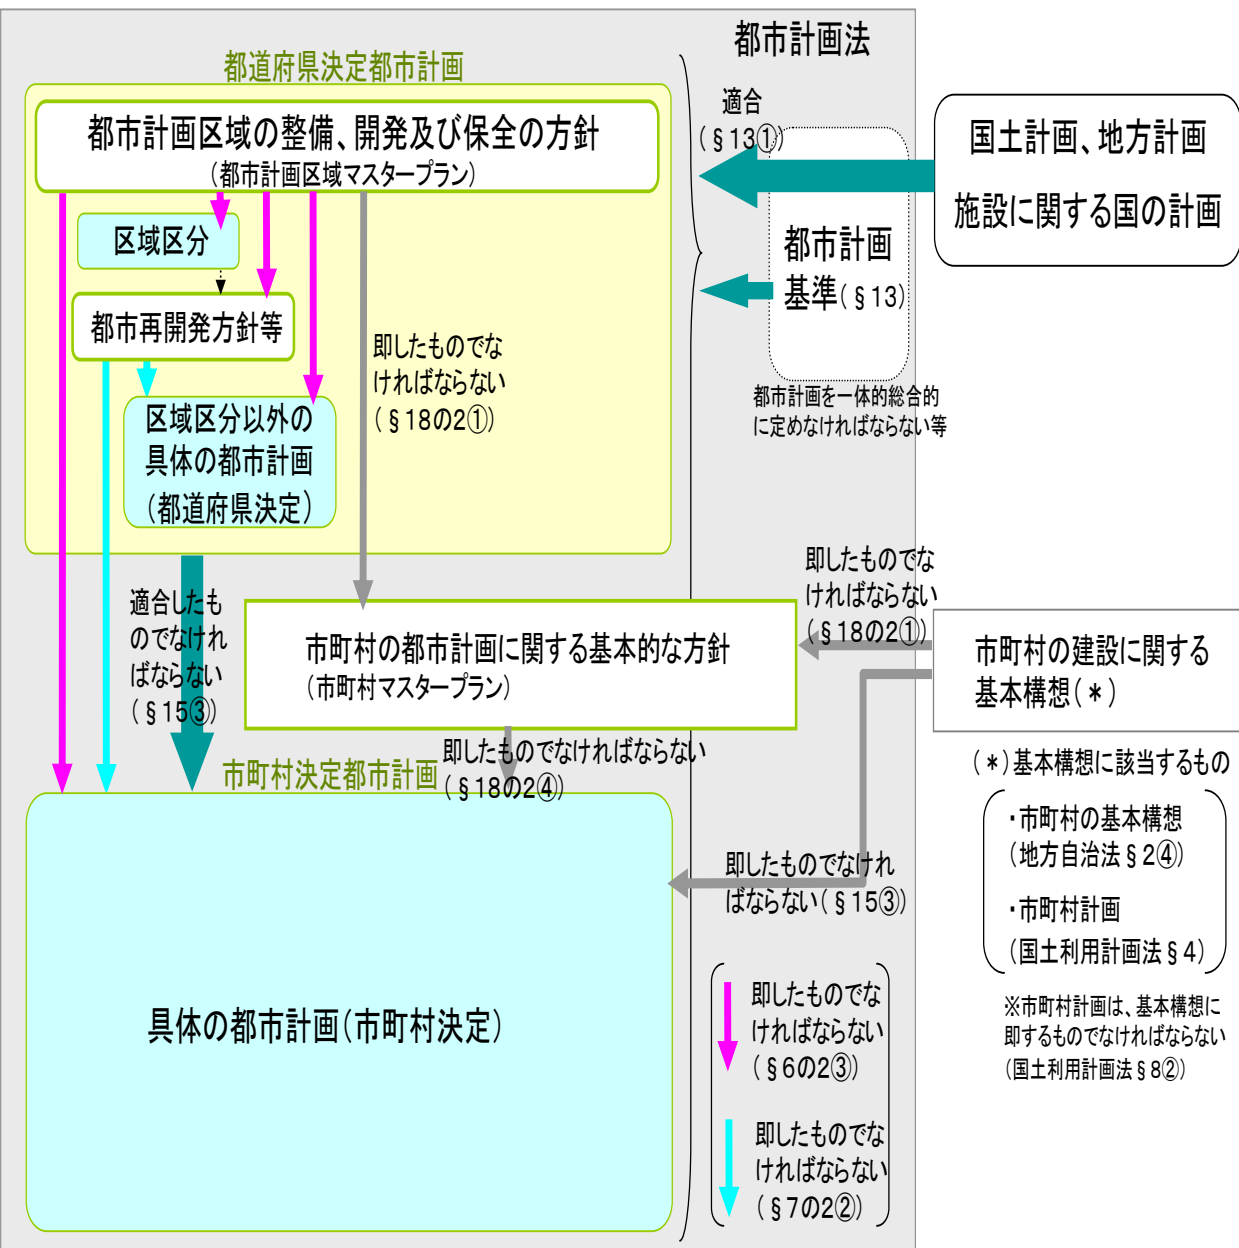 都市計画法
都道府県決定都市計画
都市計画区域の整備、開発及び保全の方針
(都市計画区域マスタープラン)
区域区分
都市再開発方針等
区域区分以外の
具体の都市計画
(都道府県決定)
即したものでな
ければならない
(§18の2①)
適合
(§13①)
都市計画
基準(§13)
都市計画を一体的総合的
に定めなければならない等
国土計画、地方計画
施設に関する国の計画
適合したも
のでなけれ
ばならない
(§15③)
市町村の都市計画に関する基本的な方針
(市町村マスタープラン)
即したものでな
ければならない
(§18の2①)
市町村の建設に関する
基本構想(*)
(*)基本構想に該当するもの
・市町村の基本構想
(地方自治法§2④)
・市町村計画
(国土利用計画法§4)
※市町村計画は、基本構想に
即するものでなければならない
(国土利用計画法§8②)
市町村決定都市計画
即したものでなければならない
(§18の2④)
即したものでなけれ
ばならない(§15③)
具体の都市計画(市町村決定)
即したものでな
ければならない
(§6の2③)
即したものでな
ければならない
(§7の2②)